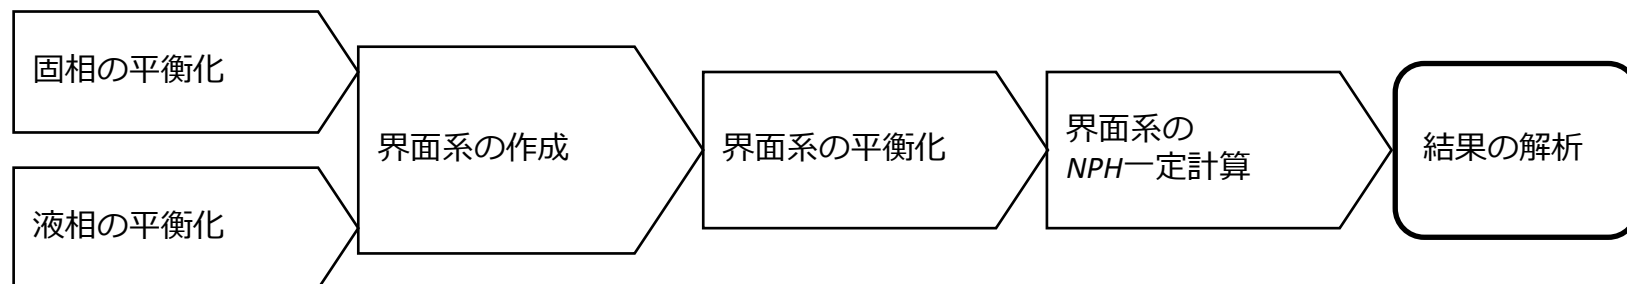 固相の平衡化
液相の平衡化
界面系の作成
界面系の平衡化
界面系の
NPH一定計算
結果の解析